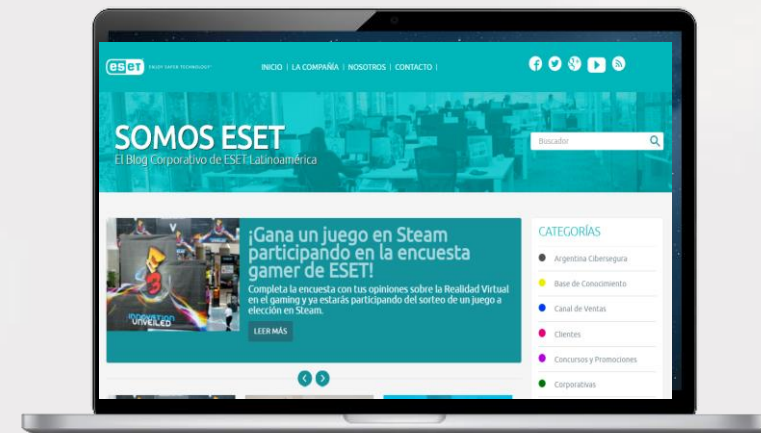 eset ENJOY SAFER TECHNOLOGY™
INICIO | LA COMPAÑÍA | NOSOTROS | CONTACTO |
SOMOS ESET
El Blog Corporativo de ESET Latinoamérica
Buscador
¡Gana un juego en Steam
participando en la encuesta
gamer de ESET!
Completa la encuesta con tus opiniones sobre la Realidad Virtual
en el gaming y ya estarás participando del sorteo de un juego a
elección en Steam.
LEER MÁS
E3
INNOVATION
UNVEILED
CATEGORÍAS
Argentina Cibersegura
Base de Conocimiento
Canal de Ventas
Clientes
Concursos y Promociones
Corporativas